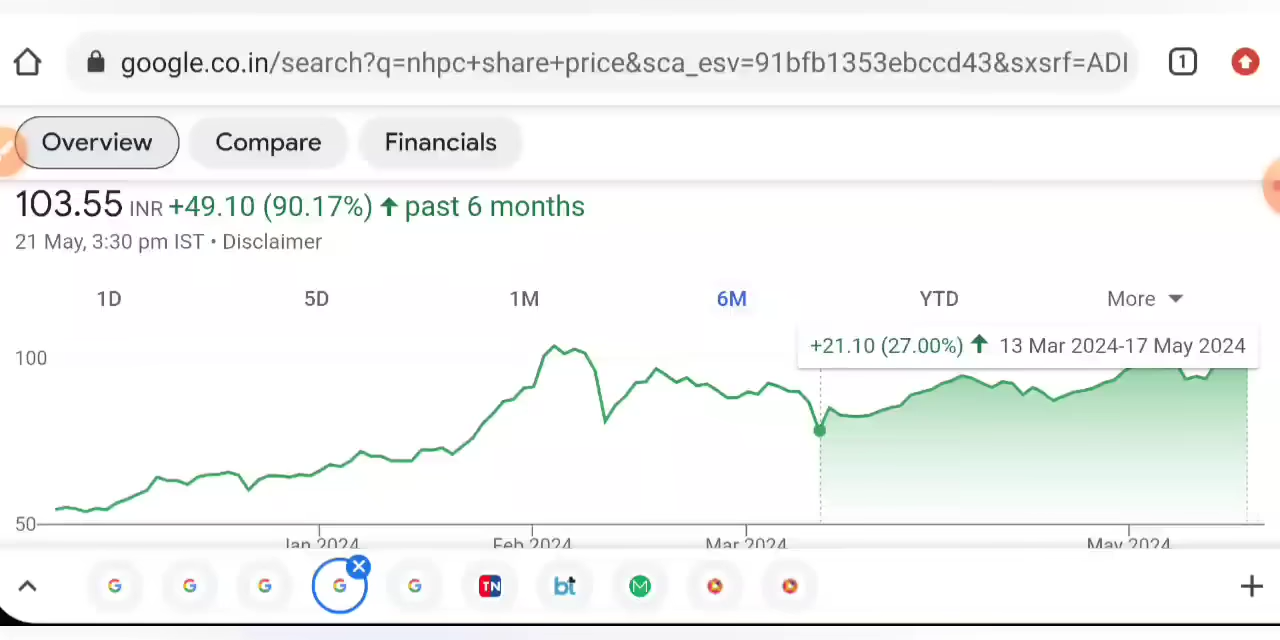 google.co.in/search?q=nhpc+share+price&sca_esv=91bfb1353ebccd43&sxsrf=ADI
1
Overview Compare Financials
103.55 INR +49.10 (90.17%) ↑ past 6 months
21 May, 3:30 pm IST • Disclaimer
1D 5D 1M 6M YTD More
+21.10 (27.00%) ↑ 13 Mar 2024-17 May 2024
100
50
Jan 2024 Feb 2024 Mar 2024 May 2024
G G G G G TN bt M